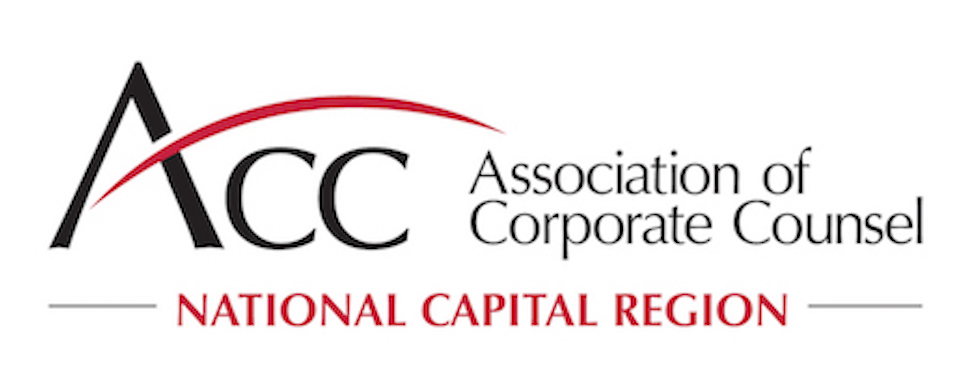 ACC
Association of
Corporate Counsel
NATIONAL CAPITAL REGION